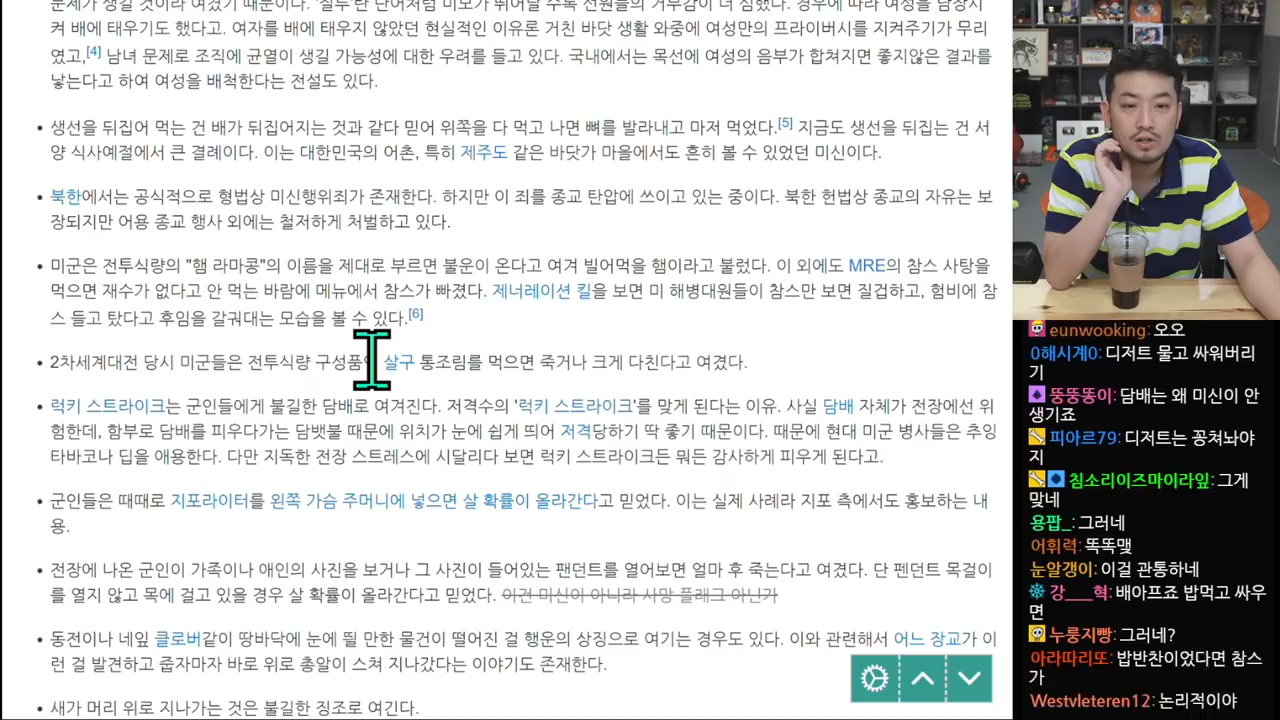 문제가 생길 것이라 여겼기 때문이다. '질투'란 단어처럼 미모가 뛰어날 수록 선원들의 거부감이 더 심했다. 경우에 따라 여성을 남장시
켜 배에 태우기도 했다고. 여자를 배에 태우지 않았던 현실적인 이유론 거친 바닷 생활 와중에 여성만의 프라이버시를 지켜주기가 무리
였고,[4] 남녀 문제로 조직에 균열이 생길 가능성에 대한 우려를 들고 있다. 국내에서는 목선에 여성의 음부가 합쳐지면 좋지않은 결과를
낳는다고 하여 여성을 배척한다는 전설도 있다.
• 생선을 뒤집어 먹는 건 배가 뒤집어지는 것과 같다 믿어 위쪽을 다 먹고 나면 뼈를 발라내고 마저 먹었다.[5] 지금도 생선을 뒤집는 건 서
양 식사예절에서 큰 결례이다. 이는 대한민국의 어촌, 특히 제주도 같은 바닷가 마을에서도 흔히 볼 수 있었던 미신이다.
• 북한에서는 공식적으로 형법상 미신행위죄가 존재한다. 하지만 이 죄를 종교 탄압에 쓰이고 있는 중이다. 북한 헌법상 종교의 자유는 보
장되지만 어용 종교 행사 외에는 철저하게 처벌하고 있다.
• 미군은 전투식량의 "햄 라마콩"의 이름을 제대로 부르면 불운이 온다고 여겨 빌어먹을 햄이라고 불렀다. 이 외에도 MRE의 참스 사탕을
먹으면 재수가 없다고 안 먹는 바람에 메뉴에서 참스가 빠졌다. 제너레이션 킬을 보면 미 해병대원들이 참스만 보면 질겁하고, 험비에 참
스 들고 탔다고 후임을 갈궈대는 모습을 볼 수 있다.[6]
• 2차세계대전 당시 미군들은 전투식량 구성품인 살구 통조림를 먹으면 죽거나 크게 다친다고 여겼다.
• 럭키 스트라이크는 군인들에게 불길한 담배로 여겨진다. 저격수의 '럭키 스트라이크'를 맞게 된다는 이유. 사실 담배 자체가 전장에선 위
험한데, 함부로 담배를 피우다가는 담뱃불 때문에 위치가 눈에 쉽게 띄어 저격당하기 딱 좋기 때문이다. 때문에 현대 미군 병사들은 추잉
타바코나 딥을 애용한다. 다만 지독한 전장 스트레스에 시달리다 보면 럭키 스트라이크든 뭐든 감사하게 피우게 된다고.
• 군인들은 때때로 지포라이터를 왼쪽 가슴 주머니에 넣으면 살 확률이 올라간다고 믿었다. 이는 실제 사례라 지포 측에서도 홍보하는 내
용.
• 전장에 나온 군인이 가족이나 애인의 사진을 보거나 그 사진이 들어있는 팬던트를 열어보면 얼마 후 죽는다고 여겼다. 단 펜던트 목걸이
를 열지 않고 목에 걸고 있을 경우 살 확률이 올라간다고 믿었다. 이건 미신이 아니라 사망 플래그 아닌가
• 동전이나 네잎 클로버같이 땅바닥에 눈에 띌 만한 물건이 떨어진 걸 행운의 상징으로 여기는 경우도 있다. 이와 관련해서 어느 장교가 이
런 걸 발견하고 줍자마자 바로 위로 총알이 스쳐 지나갔다는 이야기도 존재한다.
• 새가 머리 위로 지나가는 것은 불길한 징조로 여긴다.
eunwooking: 오오
0해시계0: 디저트 물고 싸워버리
기
뚱뚱똥이: 담배는 왜 미신이 안
생기죠
피아르79: 디저트는 꽁쳐놔야
지
침소리이즈마이라잎: 그게
맞네
용팝_: 그러네
어휘력: 똑똑맻
눈알갱이: 이걸 관통하네
강___혁: 배아프죠 밥먹고 싸우
면
누룽지빵: 그러네?
아라따리또: 밥반찬이었다면 참스
가
Westvleteren12: 논리적이야